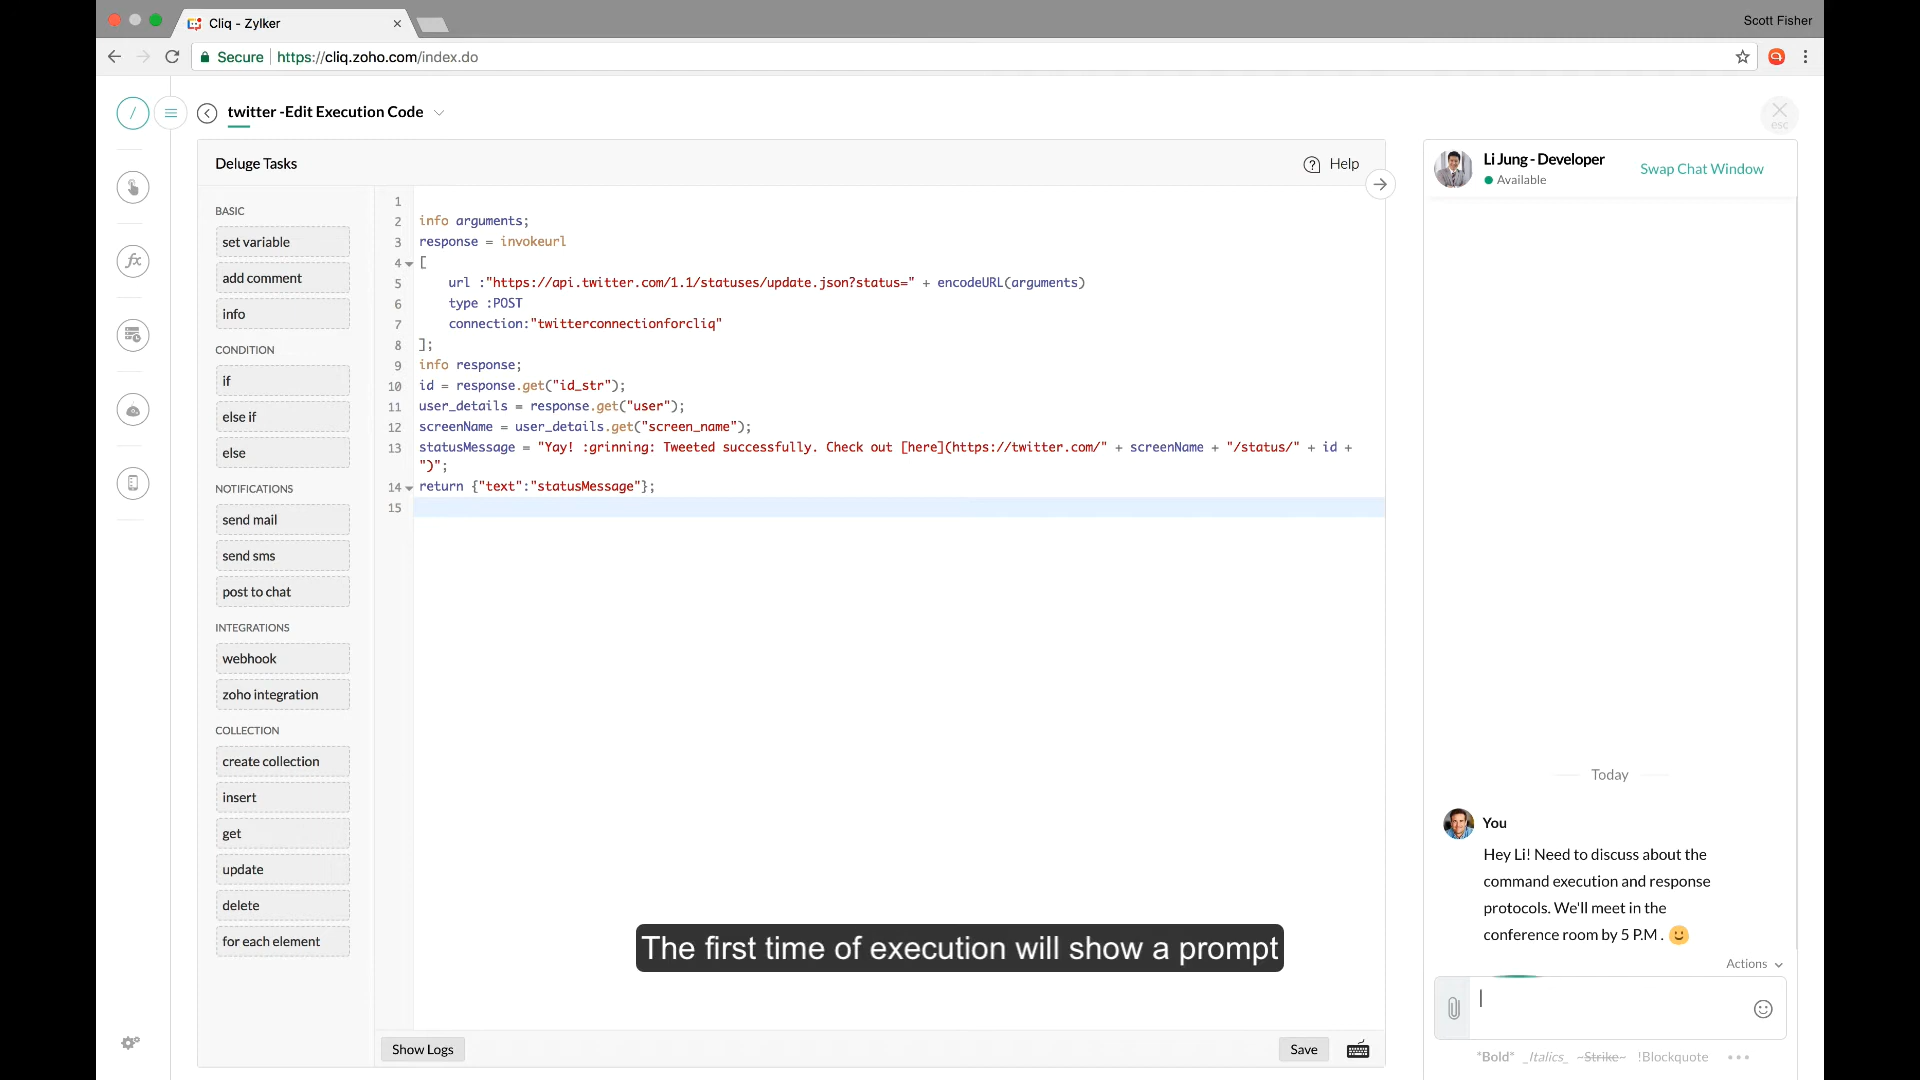 Cliq - Zylker
Scott Fisher
Secure
https://cliq.zoho.com/index.do
/
twitter -Edit Execution Code
esc
Deluge Tasks
Help
BASIC
set variable
add comment
info
CONDITION
if
else if
else
NOTIFICATIONS
send mail
send sms
post to chat
INTEGRATIONS
webhook
zoho integration
COLLECTION
create collection
insert
get
update
delete
for each element
fx
1
2 info arguments;
3 response = invokeurl
4 [
5 url :"https://api.twitter.com/1.1/statuses/update.json?status=" + encodeURL(arguments)
6 type :POST
7 connection:"twitterconnectionforcliq"
8 ];
9 info response;
10 id = response.get("id_str");
11 user_details = response.get("user");
12 screenName = user_details.get("screen_name");
13 statusMessage = "Yay! :grinning: Tweeted successfully. Check out [here](https://twitter.com/" + screenName + "/status/" + id +
")";
14 return {"text":"statusMessage"};
15
The first time of execution will show a prompt
Show Logs
Save
Li Jung - Developer
Available
Swap Chat Window
Today
You
Hey Li! Need to discuss about the
command execution and response
protocols. We'll meet in the
conference room by 5 P.M .
Actions
*Bold* _Italics_ ~Strike~ !Blockquote